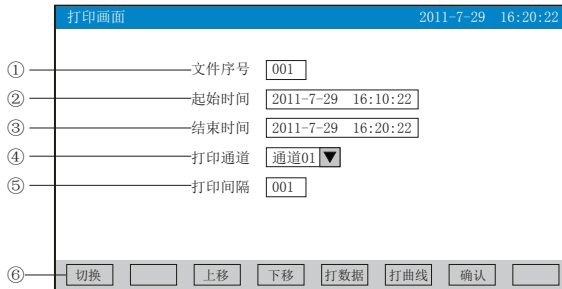 打印画面 2011-7-29 16:20:22
① 文件序号 001
② 起始时间 2011-7-29 16:10:22
③ 结束时间 2011-7-29 16:20:22
④ 打印通道 通道01▼
⑤ 打印间隔 001
⑥ 切换 上移 下移 打数据 打曲线 确认